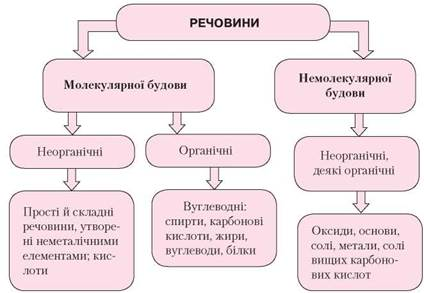 РЕЧОВИНИ
Молекулярної будови
Немолекулярної
будови
Неорганічні
Органічні
Неорганічні,
деякі органічні
Прості й складні
речовини, утворе-
ні неметалічними
елементами; кис-
лоти
Вуглеводні:
спирти, карбонові
кислоти, жири,
вуглеводи, білки
Оксиди, основи,
солі, метали, солі
вищих карбоно-
вих кислот